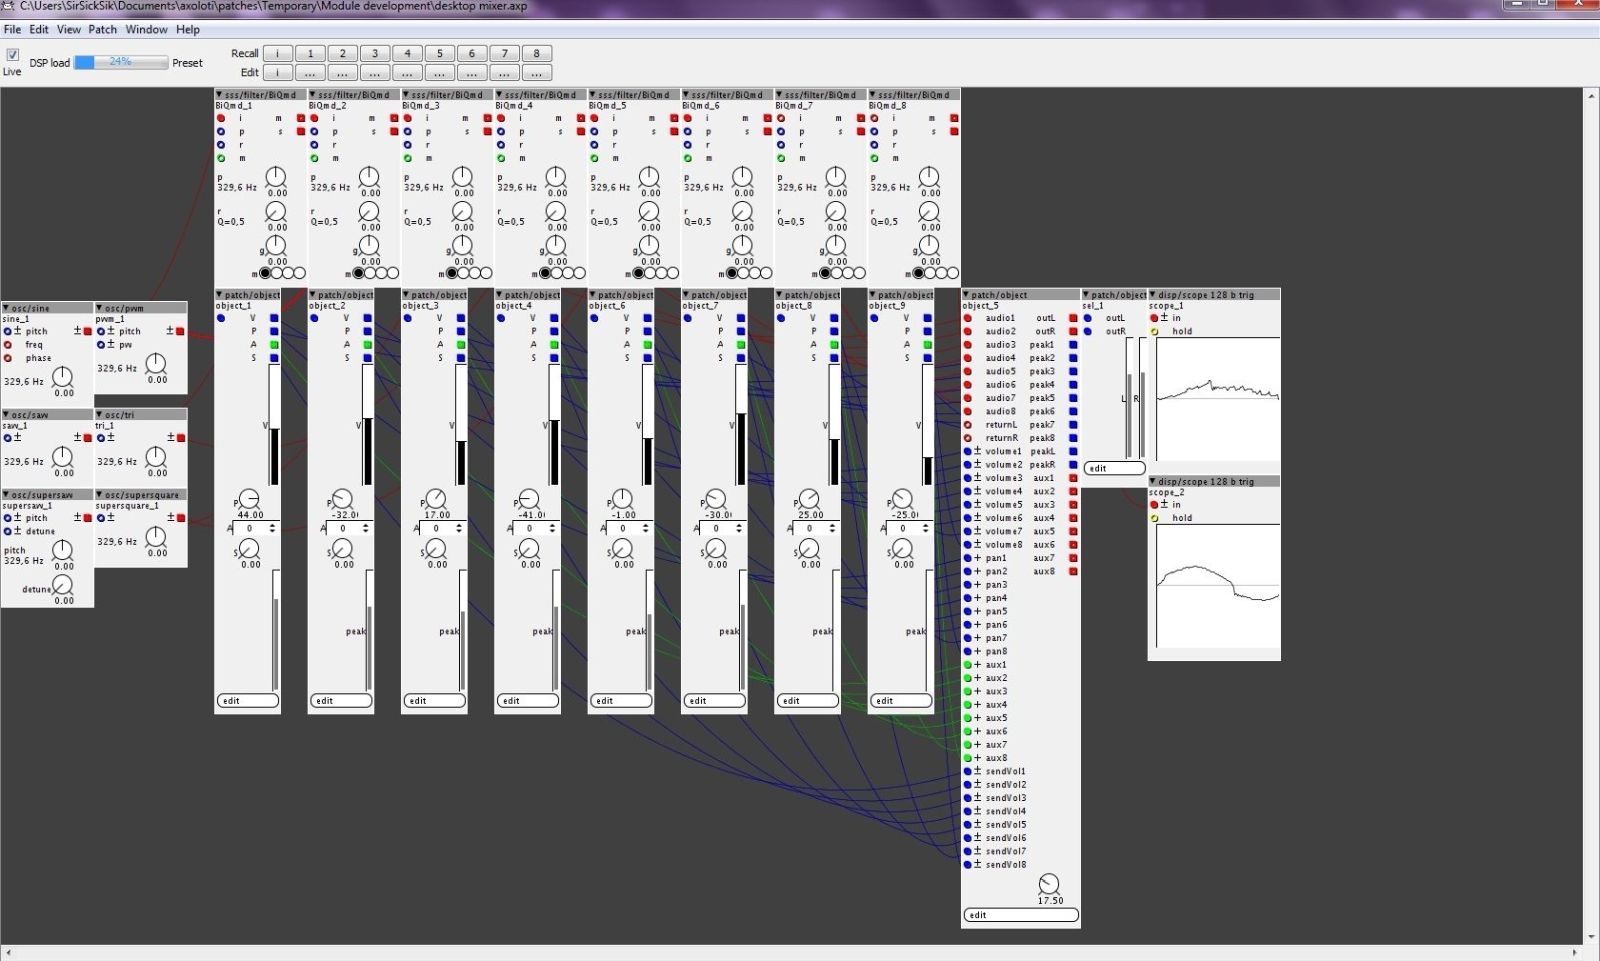 C:\Users\SirSickSik\Documents\axoloti\patches\Temporary\Module development\desktop mixer.axp
File Edit View Patch Window Help
Live
DSP load 24% Preset
Recall i 1 2 3 4 5 6 7 8
Edit i ... ... ... ... ... ... ... ...
sss/filter/BiQmd sss/filter/BiQmd sss/filter/BiQmd sss/filter/BiQmd sss/filter/BiQmd sss/filter/BiQmd sss/filter/BiQmd sss/filter/BiQmd
BiQmd_1 BiQmd_2 BiQmd_3 BiQmd_4 BiQmd_5 BiQmd_6 BiQmd_7 BiQmd_8
i m i m i m i m i m i m i m i m
p s p s p s p s p s p s p s p s
r r r r r r r r
m m m m m m m m
p p p p p p p p
329,6 Hz 0.00 329,6 Hz 0.00 329,6 Hz 0.00 329,6 Hz 0.00 329,6 Hz 0.00 329,6 Hz 0.00 329,6 Hz 0.00 329,6 Hz 0.00
r r r r r r r r
Q=0,5 0.00 Q=0,5 0.00 Q=0,5 0.00 Q=0,5 0.00 Q=0,5 0.00 Q=0,5 0.00 Q=0,5 0.00 Q=0,5 0.00
g g g g g g g g
0.00 0.00 0.00 0.00 0.00 0.00 0.00 0.00
m m m m m m m m
osc/sine
sine_1
pitch
freq
phase
329,6 Hz
0.00
osc/pwm
pwm_1
pitch
pw
329,6 Hz
0.00
osc/saw
saw_1
329,6 Hz
0.00
osc/tri
tri_1
329,6 Hz
0.00
osc/supersaw
supersaw_1
pitch
detune
pitch
329,6 Hz
0.00
detune
0.00
osc/supersquare
supersquare_1
329,6 Hz
0.00
patch/object patch/object patch/object patch/object patch/object patch/object patch/object patch/object
object_1 object_2 object_3 object_4 object_6 object_7 object_8 object_9
V V V V V V V V
P P P P P P P P
A A A A A A A A
S S S S S S S S
V V V V V V V V
P P P P P P P P
44.00 -32.0 17.00 -41.0 -1.00 -30.0 25.00 -25.0
A 0 A 0 A 0 A 0 A 0 A 0 A 0 A 0
S S S S S S S S
0.00 0.00 0.00 0.00 0.00 0.00 0.00 0.00
peak peak peak peak peak peak peak peak
edit edit edit edit edit edit edit edit
patch/object
object_5
audio1 outL
audio2 outR
audio3 peak1
audio4 peak2
audio5 peak3
audio6 peak4
audio7 peak5
audio8 peak6
returnL peak7
returnR peak8
volume1 peakL
volume2 peakR
volume3 aux1
volume4 aux2
volume5 aux3
volume6 aux4
volume7 aux5
volume8 aux6
pan1 aux7
pan2 aux8
pan3
pan4
pan5
pan6
pan7
pan8
aux1
aux2
aux3
aux4
aux5
aux6
aux7
aux8
sendVol1
sendVol2
sendVol3
sendVol4
sendVol5
sendVol6
sendVol7
sendVol8
17.50
edit
patch/object
sel_1
outL
outR
L R
edit
disp/scope 128 b trig
scope_1
in
hold
disp/scope 128 b trig
scope_2
in
hold